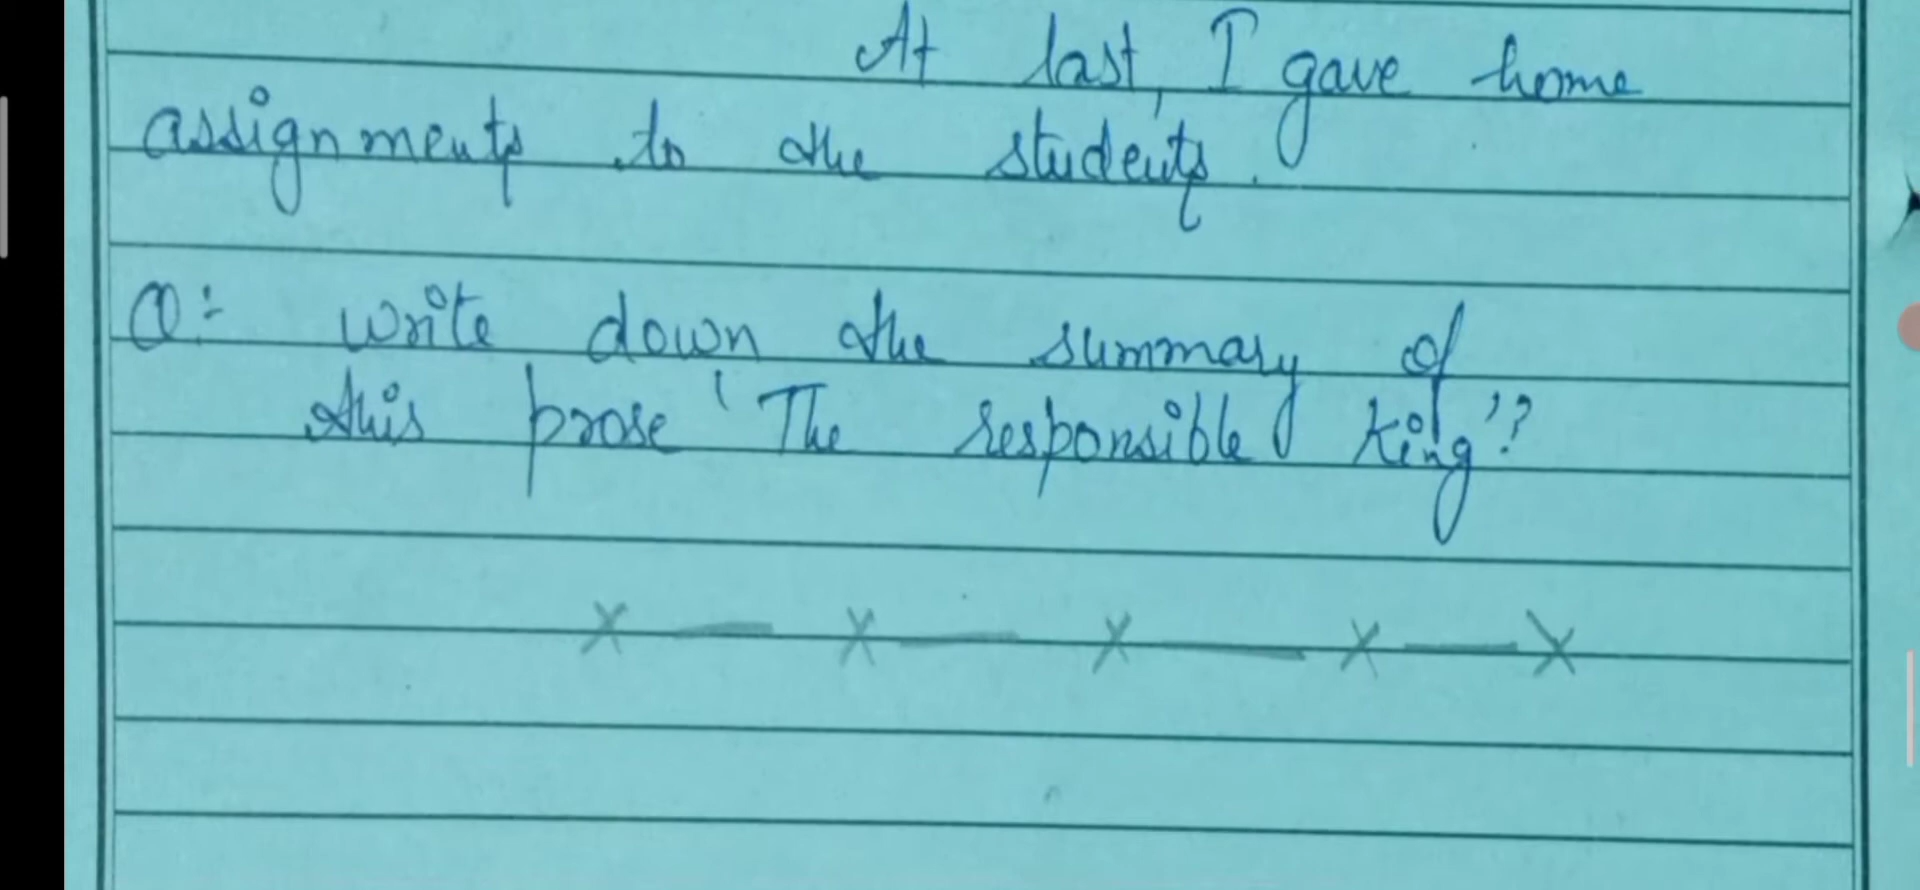 At last, I gave home
assignments to the students.
Q:- Write down the summary of
this prose 'The responsible king'?
x — x — x — x — x